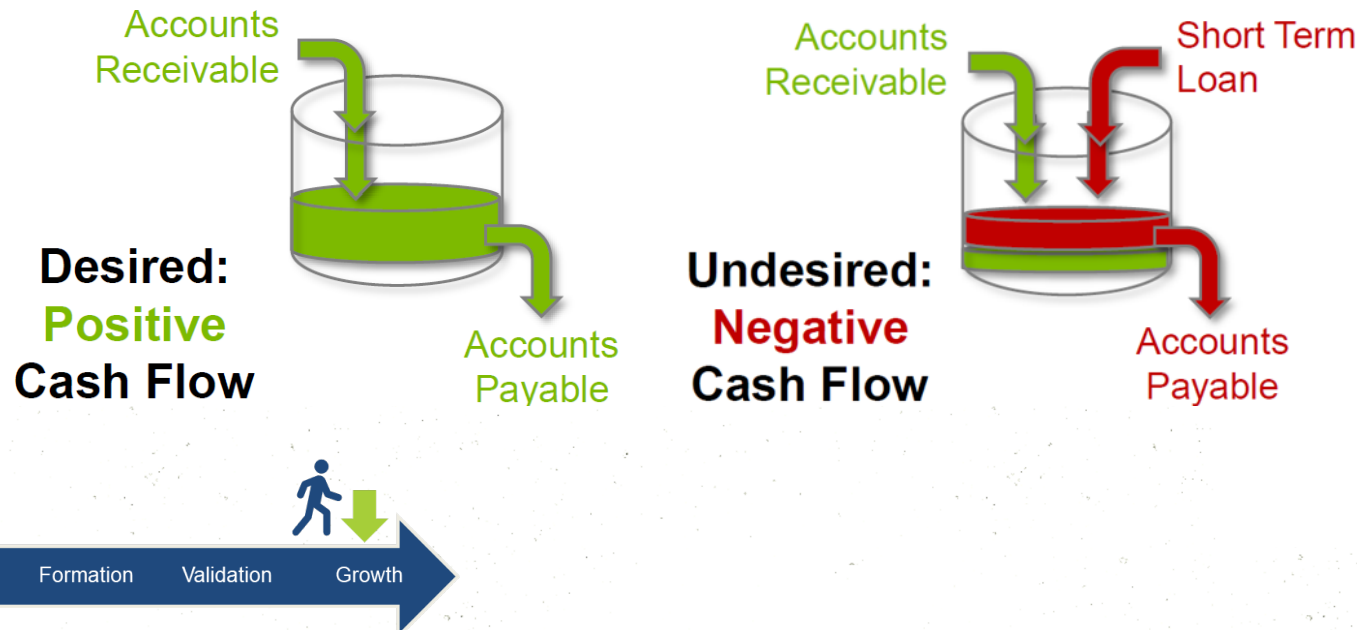 Accounts
Receivable
Desired:
Positive
Cash Flow
Accounts
Payable
Accounts
Receivable
Short Term
Loan
Undesired:
Negative
Cash Flow
Accounts
Payable
Formation
Validation
Growth